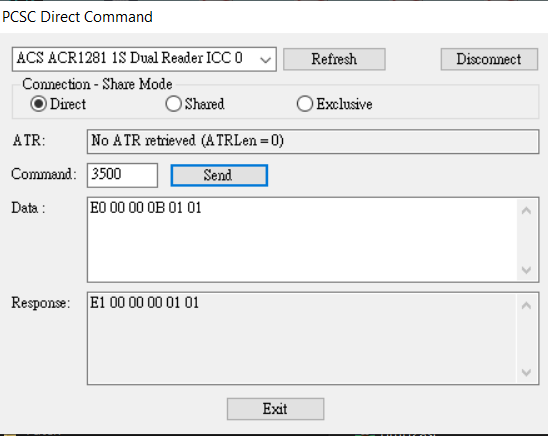 PCSC Direct Command
ACS ACR1281 1S Dual Reader ICC 0
Refresh
Disconnect
Connection - Share Mode
Direct
Shared
Exclusive
ATR:
No ATR retrieved (ATRLen = 0)
Command:
3500
Send
Data :
E0 00 00 0B 01 01
Response:
E1 00 00 00 01 01
Exit